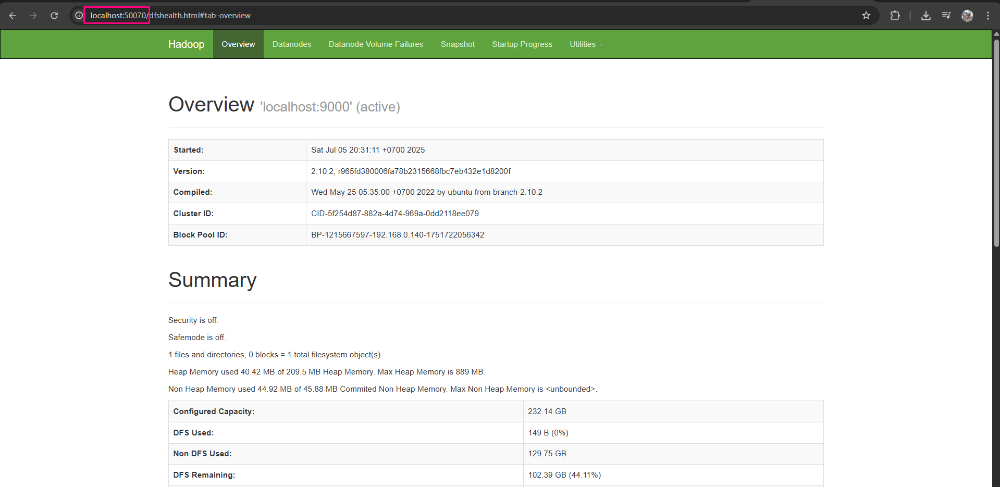 localhost:50070/dfshealth.html#tab-overview
Hadoop Overview Datanodes Datanode Volume Failures Snapshot Startup Progress Utilities
Overview 'localhost:9000' (active)
Started: Sat Jul 05 20:31:11 +0700 2025
Version: 2.10.2, r965fd380006fa78b2315668fbc7eb432e1d8200f
Compiled: Wed May 25 05:35:00 +0700 2022 by ubuntu from branch-2.10.2
Cluster ID: CID-5f254d87-882a-4d74-969a-0dd2118ee079
Block Pool ID: BP-1215667597-192.168.0.140-1751722056342
Summary
Security is off.
Safemode is off.
1 files and directories, 0 blocks = 1 total filesystem object(s).
Heap Memory used 40.42 MB of 209.5 MB Heap Memory. Max Heap Memory is 889 MB.
Non Heap Memory used 44.92 MB of 45.88 MB Commited Non Heap Memory. Max Non Heap Memory is <unbounded>.
Configured Capacity: 232.14 GB
DFS Used: 149 B (0%)
Non DFS Used: 129.75 GB
DFS Remaining: 102.39 GB (44.11%)